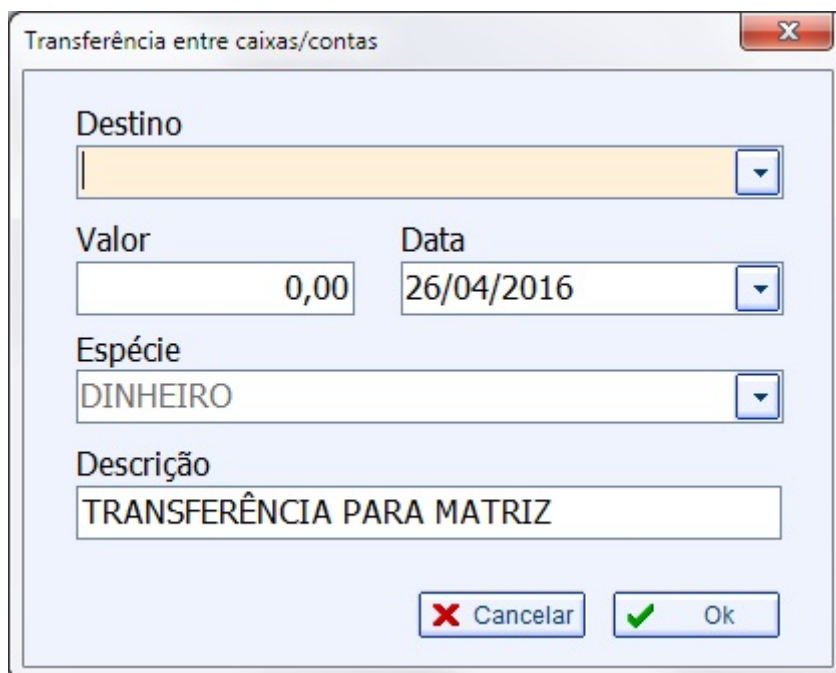 Transferência entre caixas/contas
Destino
Valor Data
0,00 26/04/2016
Espécie
DINHEIRO
Descrição
TRANSFERÊNCIA PARA MATRIZ
Cancelar Ok